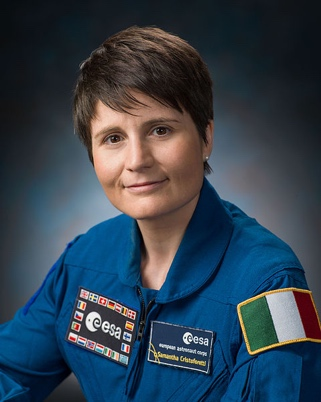 esa
esa
european astronaut corps
Samantha Cristoforetti